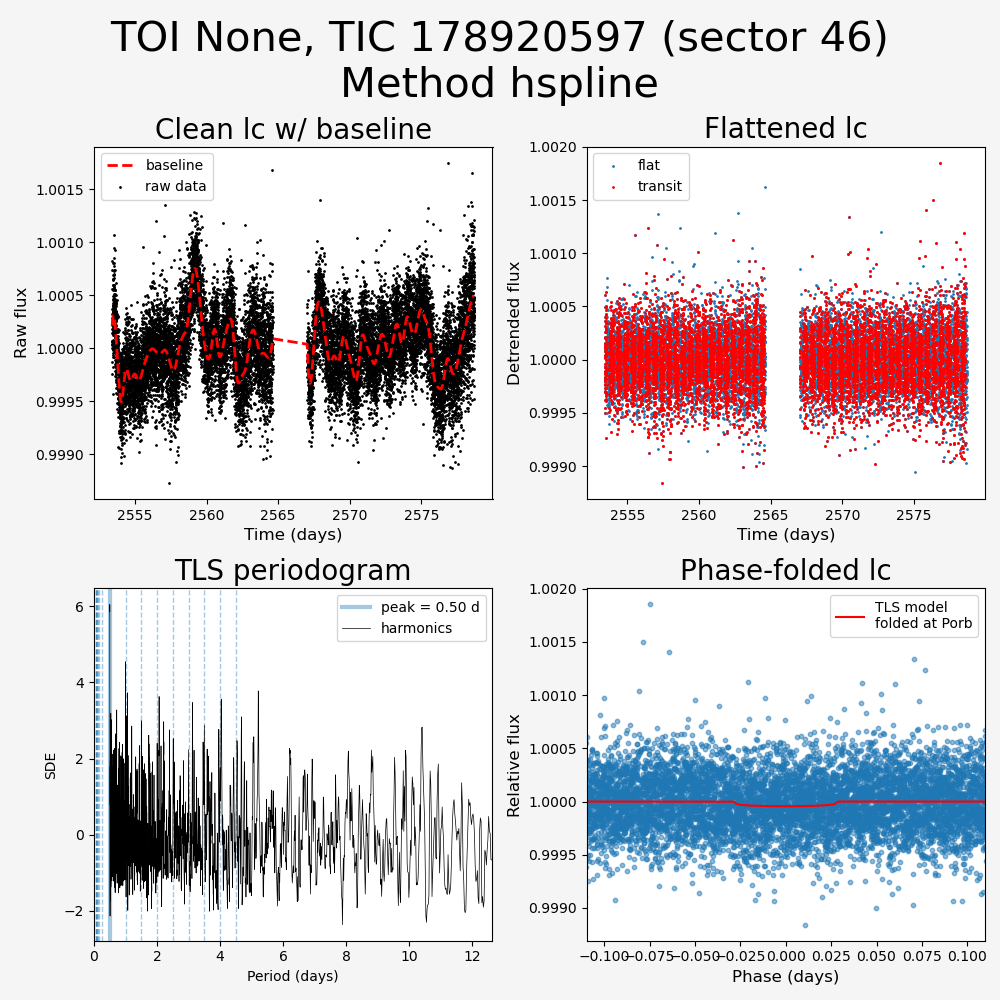 TOI None, TIC 178920597 (sector 46)
Method hspline
Clean lc w/ baseline
baseline
raw data
1.0015
1.0010
1.0005
1.0000
0.9995
0.9990
Raw flux
2555
2560
2565
2570
2575
Time (days)
Flattened lc
flat
transit
1.0020
1.0015
1.0010
1.0005
1.0000
0.9995
0.9990
Detrended flux
2555
2560
2565
2570
2575
Time (days)
TLS periodogram
peak = 0.50 d
harmonics
6
4
2
0
−2
SDE
0
2
4
6
8
10
12
Period (days)
Phase-folded lc
TLS model
folded at Porb
1.0020
1.0015
1.0010
1.0005
1.0000
0.9995
0.9990
Relative flux
−0.100
−0.075
−0.050
−0.025
0.000
0.025
0.050
0.075
0.100
Phase (days)